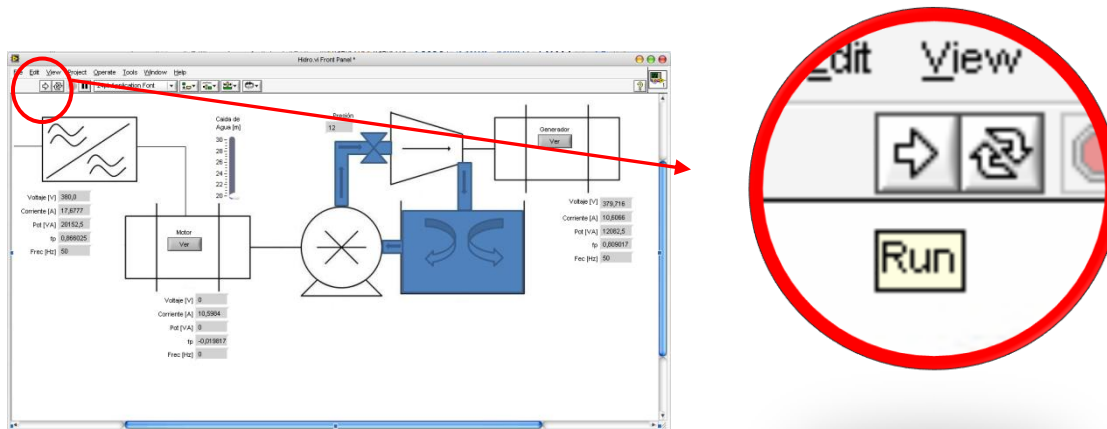 Hidro.vi Front Panel *
Edit View Project Operate Tools Window Help
Application Font
Caida de
Agua [m]
30
28
26
24
22
20
Posición
12
Generador
Ver
Voltaje [V] 380,0
Corriente [A] 17,6777
Pot [VA] 20152,5
fp 0,866025
Frec [Hz] 50
Motor
Ver
Voltaje [V] 379,716
Corriente [A] 10,6066
Pot [VA] 12082,5
fp 0,809017
Fec [Hz] 50
Voltaje [V] 0
Corriente [A] 10,5984
Pot [VA] 0
fp -0,019817
Frec [Hz] 0
Edit View
Run